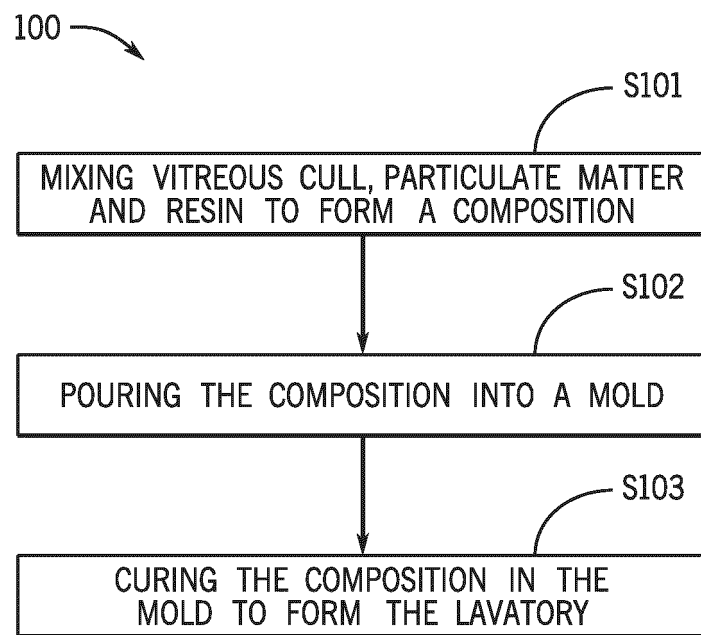 100
S101
MIXING VITREOUS CULL, PARTICULATE MATTER
AND RESIN TO FORM A COMPOSITION
S102
POURING THE COMPOSITION INTO A MOLD
S103
CURING THE COMPOSITION IN THE
MOLD TO FORM THE LAVATORY